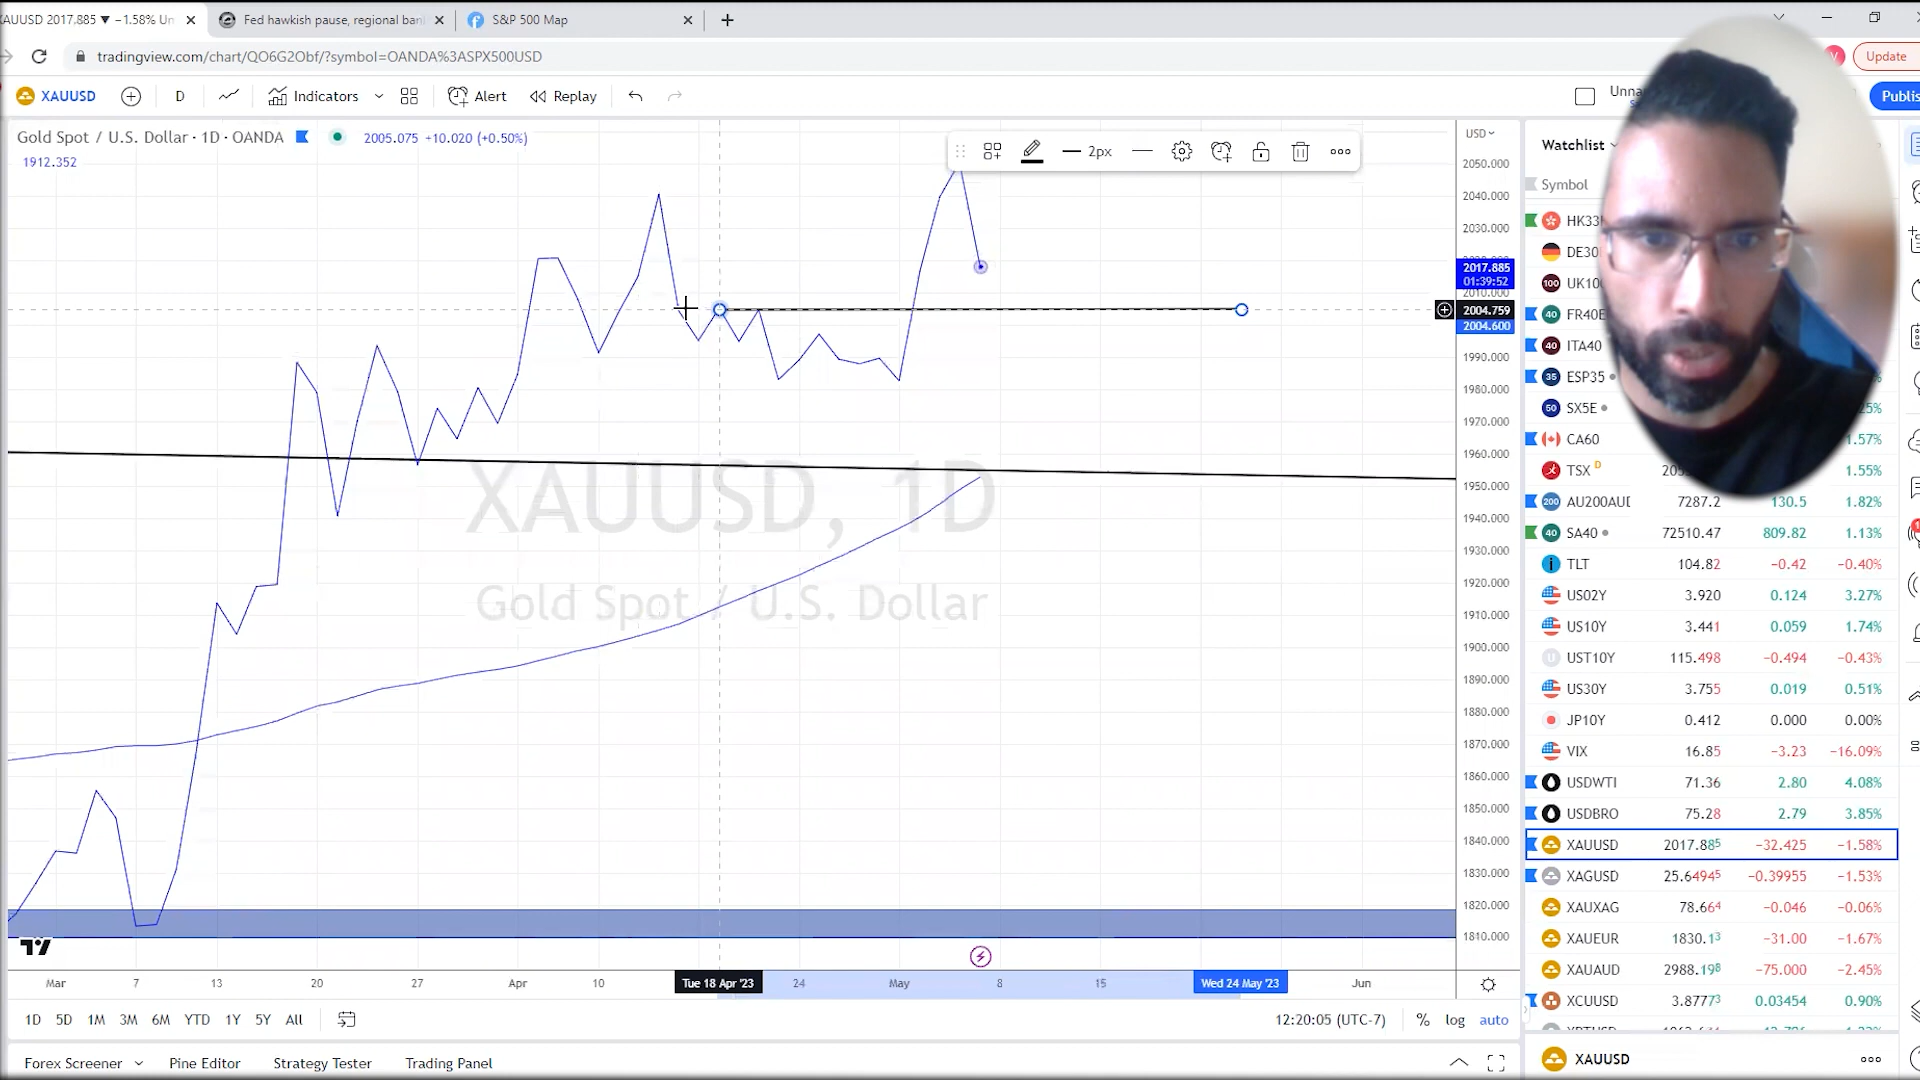 XAUUSD 2017.885 ▼ −1.58% Un
Fed hawkish pause, regional ban
S&P 500 Map
tradingview.com/chart/QO6G2Obf/?symbol=OANDA%3ASPX500USD
Update
XAUUSD
D
Indicators
Alert
Replay
Unna
Publis
Gold Spot / U.S. Dollar · 1D · OANDA
2005.075 +10.020 (+0.50%)
1912.352
2px
USD
2050.000
2040.000
2030.000
2017.885
01:39:52
2010.000
2004.759
2004.600
1990.000
1980.000
1970.000
1960.000
1950.000
1940.000
1930.000
1920.000
1910.000
1900.000
1890.000
1880.000
1870.000
1860.000
1850.000
1840.000
1830.000
1820.000
1810.000
XAUUSD, 1D
Gold Spot / U.S. Dollar
Mar
7
13
20
27
Apr
10
Tue 18 Apr '23
24
May
8
15
Wed 24 May '23
Jun
1D 5D 1M 3M 6M YTD 1Y 5Y All
12:20:05 (UTC-7)
% log auto
Forex Screener
Pine Editor
Strategy Tester
Trading Panel
Watchlist
Symbol
HK33
DE30
100 UK10
40 FR40E
40 ITA40
35 ESP35
50 SX5E
25%
CA60
1.57%
TSX D
1.55%
200 AU200AUD 7287.2 130.5 1.82%
40 SA40 72510.47 809.82 1.13%
TLT 104.82 −0.42 −0.40%
US02Y 3.920 0.124 3.27%
US10Y 3.441 0.059 1.74%
U UST10Y 115.498 −0.494 −0.43%
US30Y 3.755 0.019 0.51%
JP10Y 0.412 0.000 0.00%
VIX 16.85 −3.23 −16.09%
USDWTI 71.36 2.80 4.08%
USDBRO 75.28 2.79 3.85%
XAUUSD 2017.885 −32.425 −1.58%
XAGUSD 25.64945 −0.39955 −1.53%
XAUXAG 78.664 −0.046 −0.06%
XAUEUR 1830.13 −31.00 −1.67%
XAUAUD 2988.198 −75.000 −2.45%
XCUUSD 3.87773 0.03454 0.90%
XAUUSD